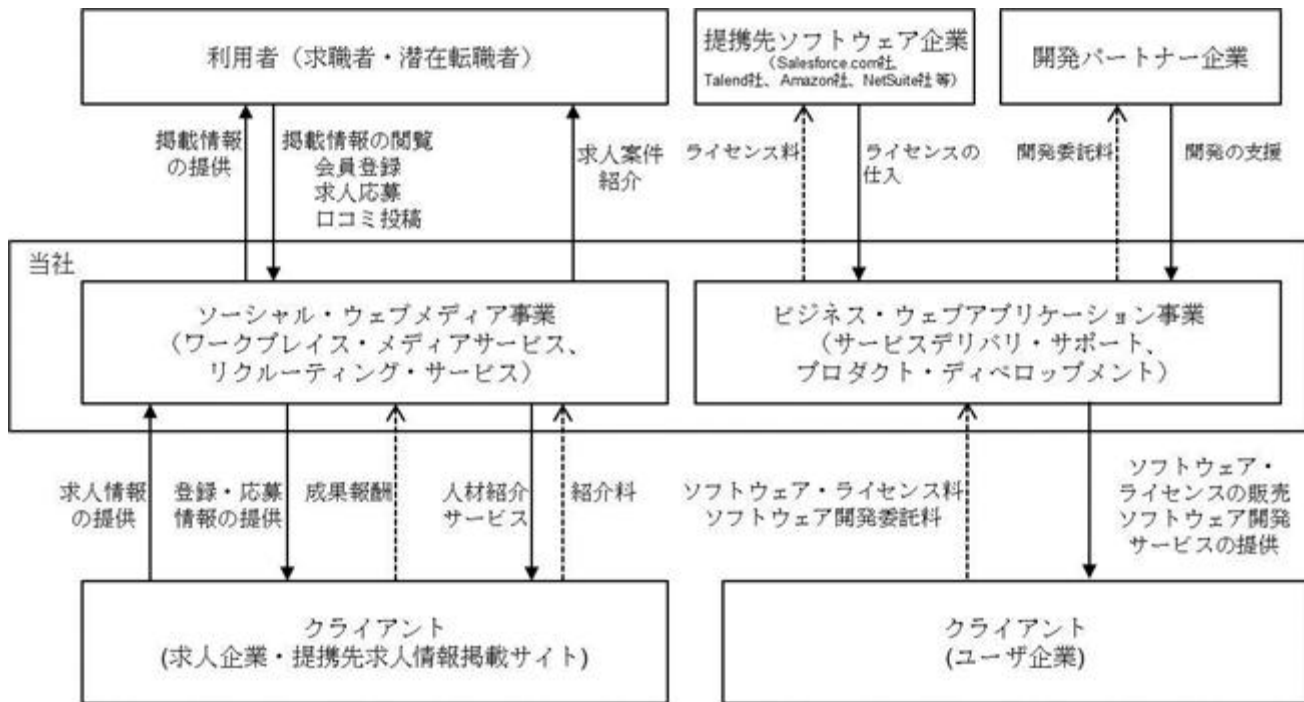 利用者（求職者・潜在転職者）
提携先ソフトウェア企業
（Salesforce.com社、
Talend社、Amazon社、NetSuite社 等）
開発パートナー企業
掲載情報
の提供
掲載情報の閲覧
会員登録
求人応募
口コミ投稿
求人案件
紹介
ライセンス料
ライセンスの
仕入
開発委託料
開発の支援
当社
ソーシャル・ウェブメディア事業
（ワークプレイス・メディアサービス、
リクルーティング・サービス）
ビジネス・ウェブアプリケーション事業
（サービスデリバリ・サポート、
プロダクト・ディベロップメント）
求人情報
の提供
登録・応募
情報の提供
成果報酬
人材紹介
サービス
紹介料
ソフトウェア・ライセンス料
ソフトウェア開発委託料
ソフトウェア・
ライセンスの販売
ソフトウェア開発
サービスの提供
クライアント
(求人企業・提携先求人情報掲載サイト)
クライアント
(ユーザ企業)